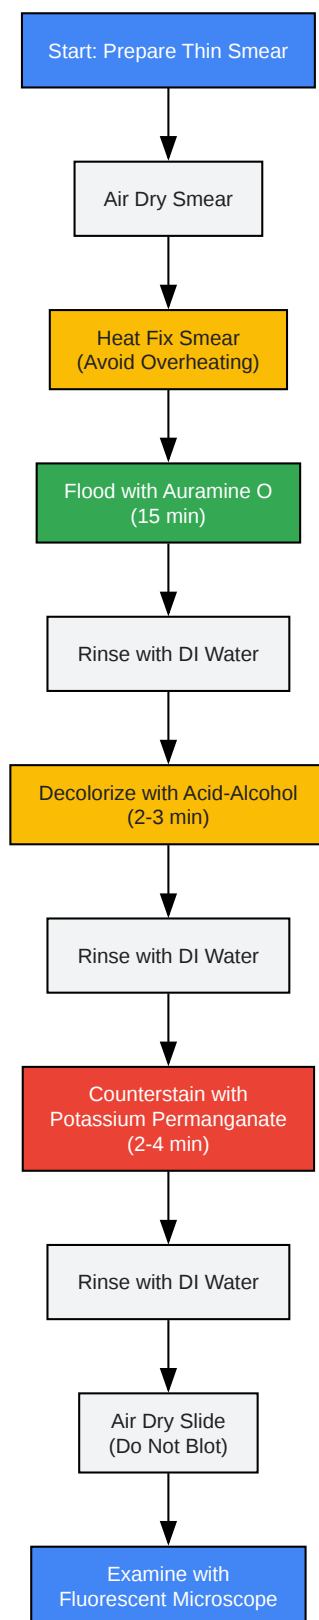 Start: Prepare Thin Smear
Air Dry Smear
Heat Fix Smear
(Avoid Overheating)
Flood with Auramine O
(15 min)
Rinse with DI Water
Decolorize with Acid-Alcohol
(2-3 min)
Rinse with DI Water
Counterstain with
Potassium Permanganate
(2-4 min)
Rinse with DI Water
Air Dry Slide
(Do Not Blot)
Examine with
Fluorescent Microscope